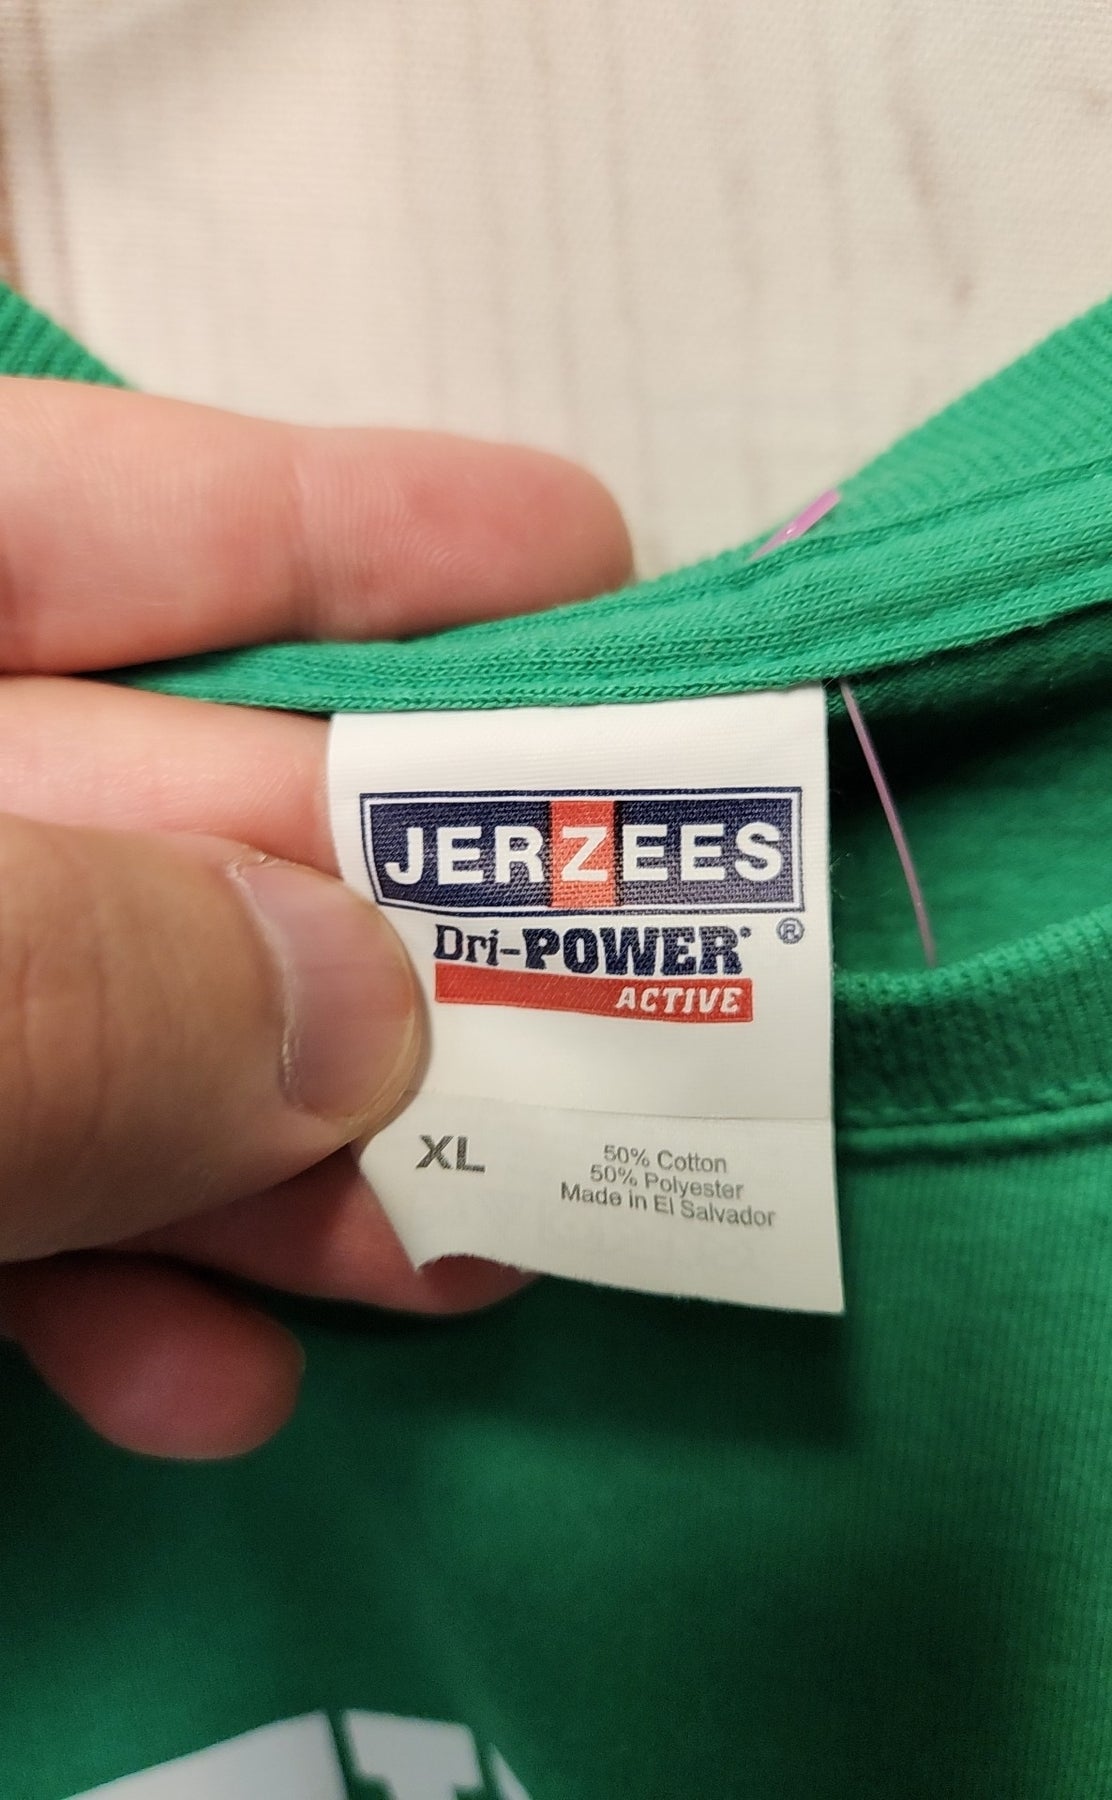 JERZEES
®
Dri-POWER®
ACTIVE
XL
50% Cotton
50% Polyester
Made in El Salvador